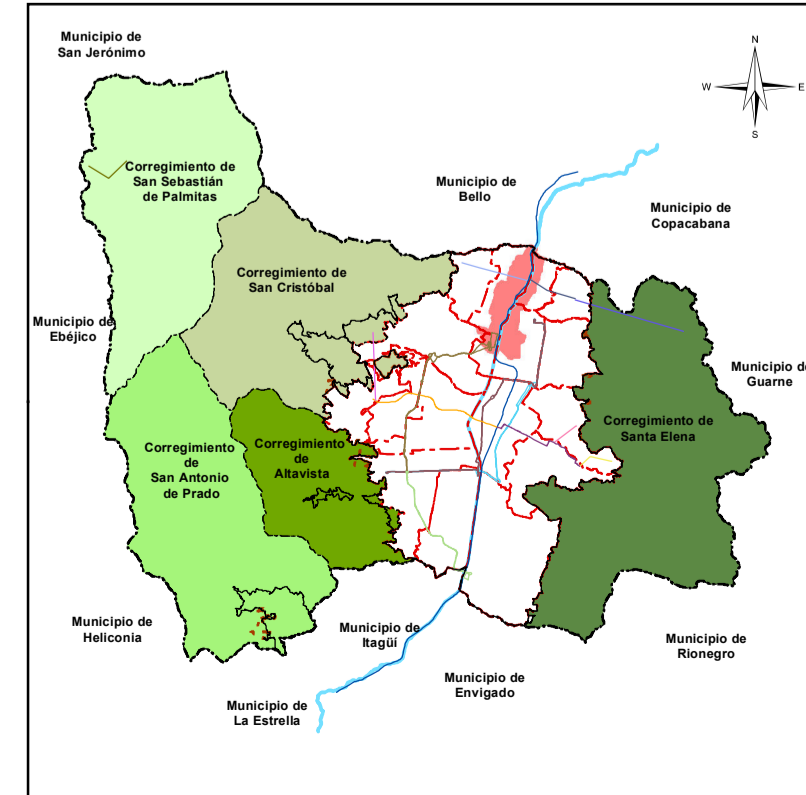 Municipio de
San Jerónimo
N
W
E
S
Corregimiento de
San Sebastián
de Palmitas
Municipio de
Bello
Municipio de
Copacabana
Corregimiento de
San Cristóbal
Municipio de
Ebéjico
Municipio de
Guarne
Corregimiento de
Santa Elena
Corregimiento
de
San Antonio
de Prado
Corregimiento
de
Altavista
Municipio de
Heliconia
Municipio de
Itagüí
Municipio de
Rionegro
Municipio de
Envigado
Municipio de
La Estrella